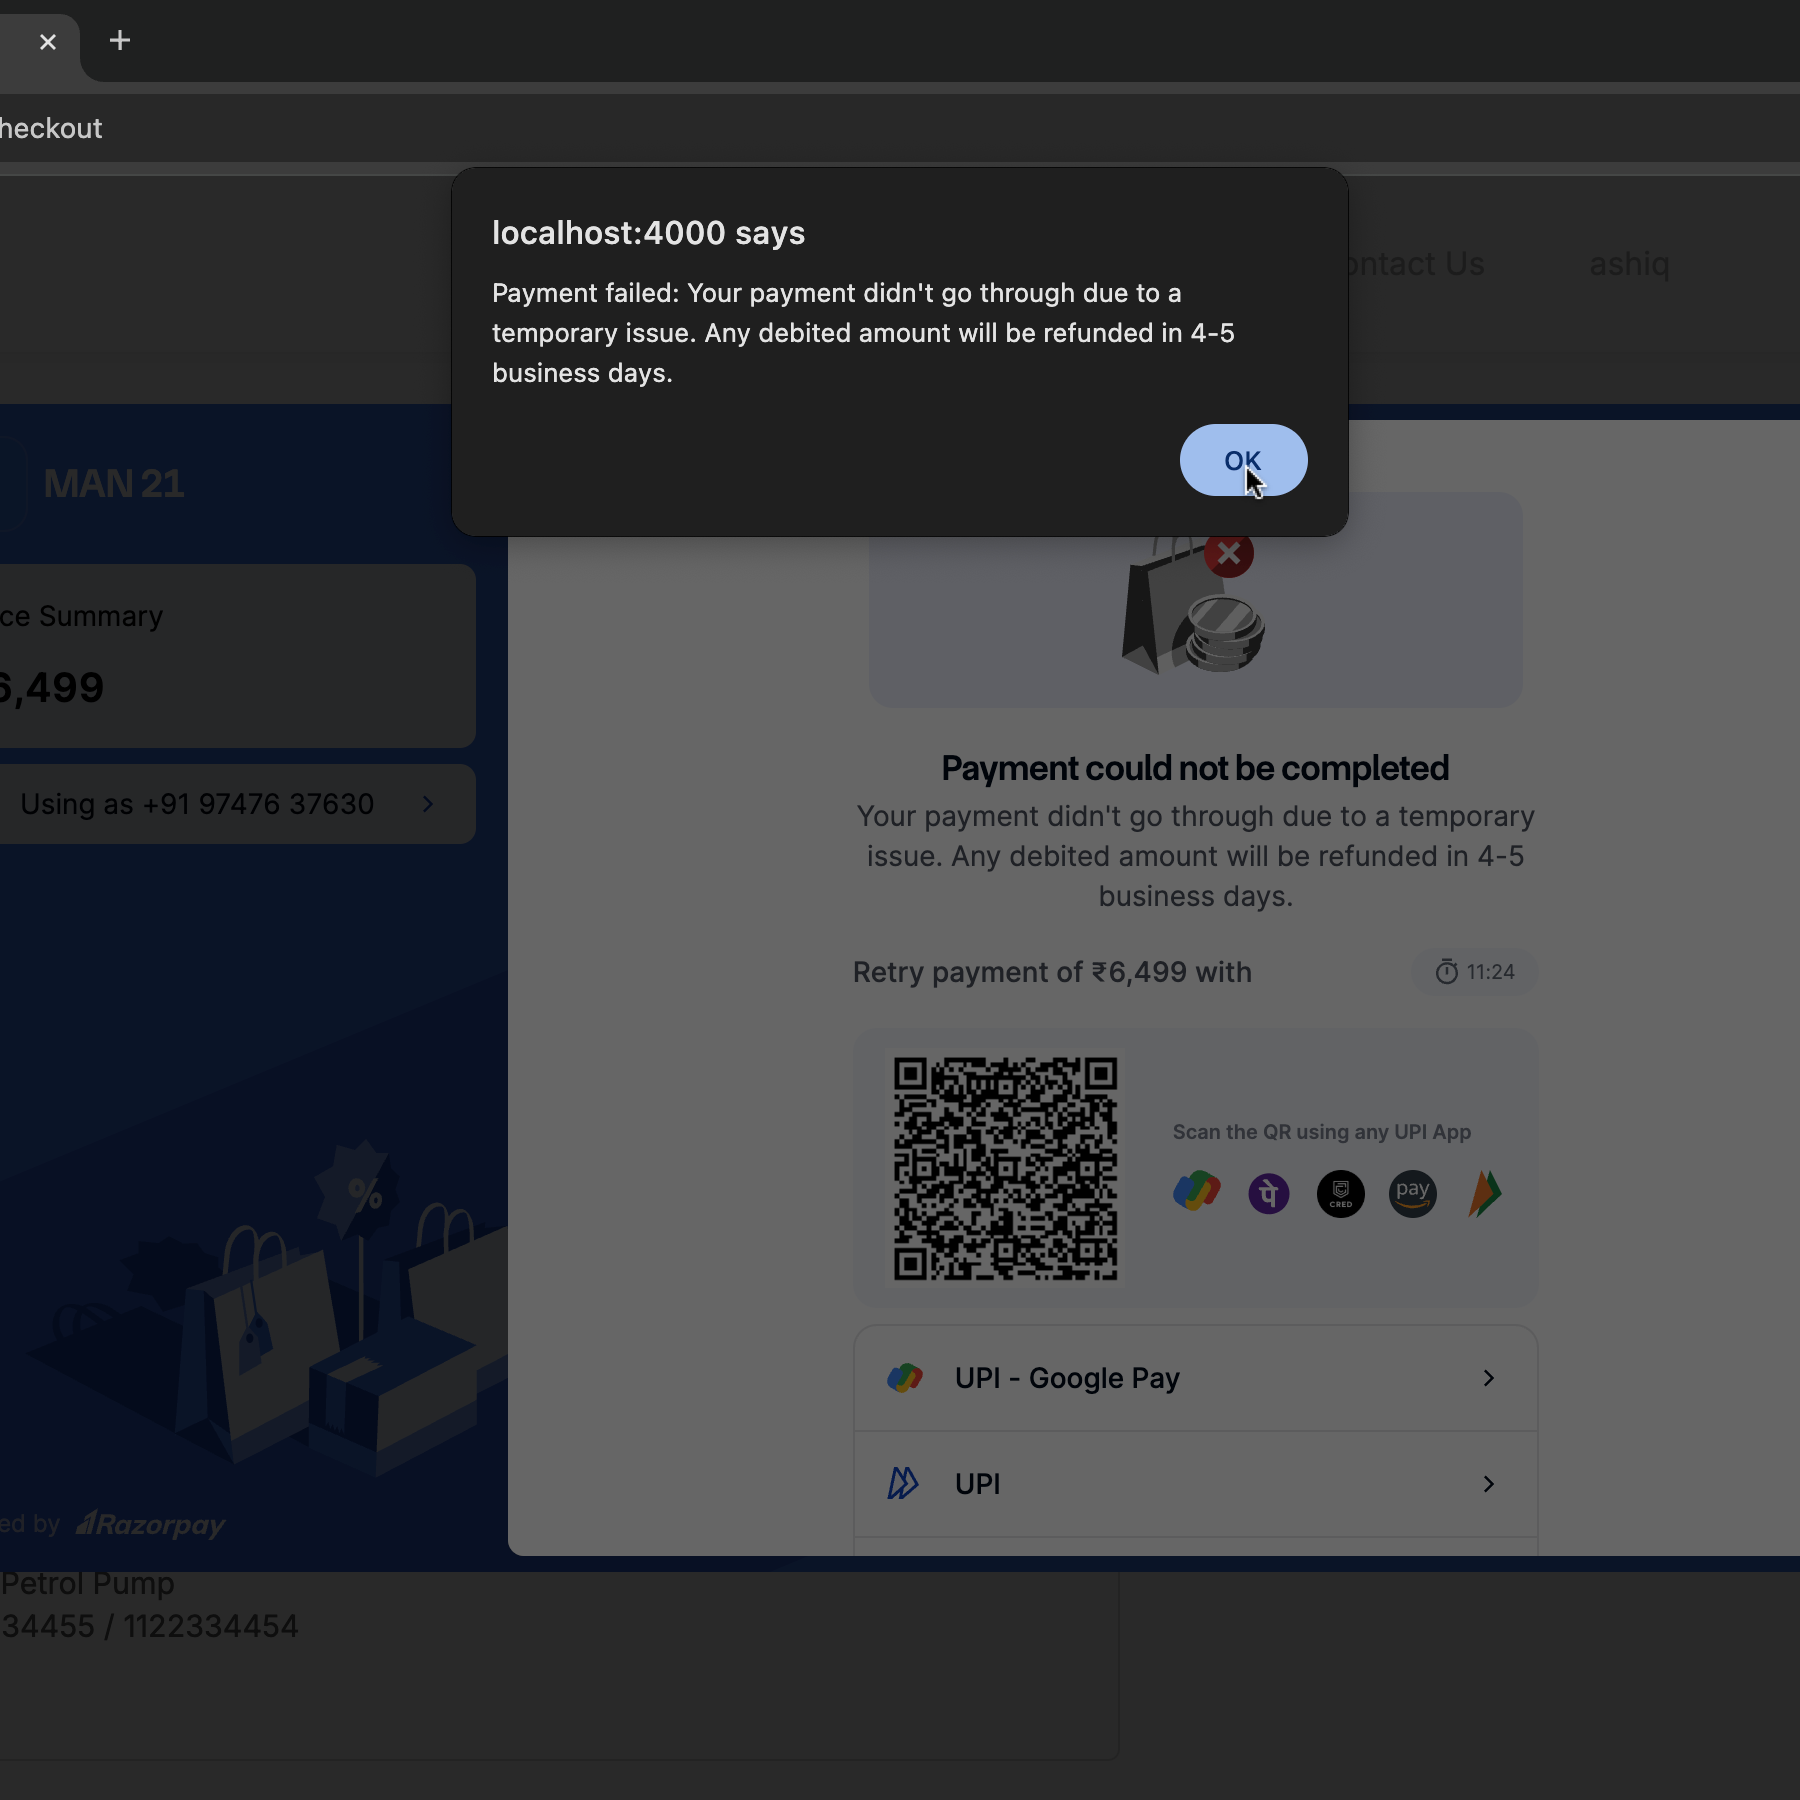 heckout
localhost:4000 says
Payment failed: Your payment didn't go through due to a
temporary issue. Any debited amount will be refunded in 4-5
business days.
OK
ontact Us
ashiq
MAN 21
ce Summary
6,499
Using as +91 97476 37630
Payment could not be completed
Your payment didn't go through due to a temporary
issue. Any debited amount will be refunded in 4-5
business days.
Retry payment of ₹6,499 with
11:24
Scan the QR using any UPI App
पे
CRED
pay
%
UPI - Google Pay
UPI
ed by Razorpay
Petrol Pump
34455 / 1122334454